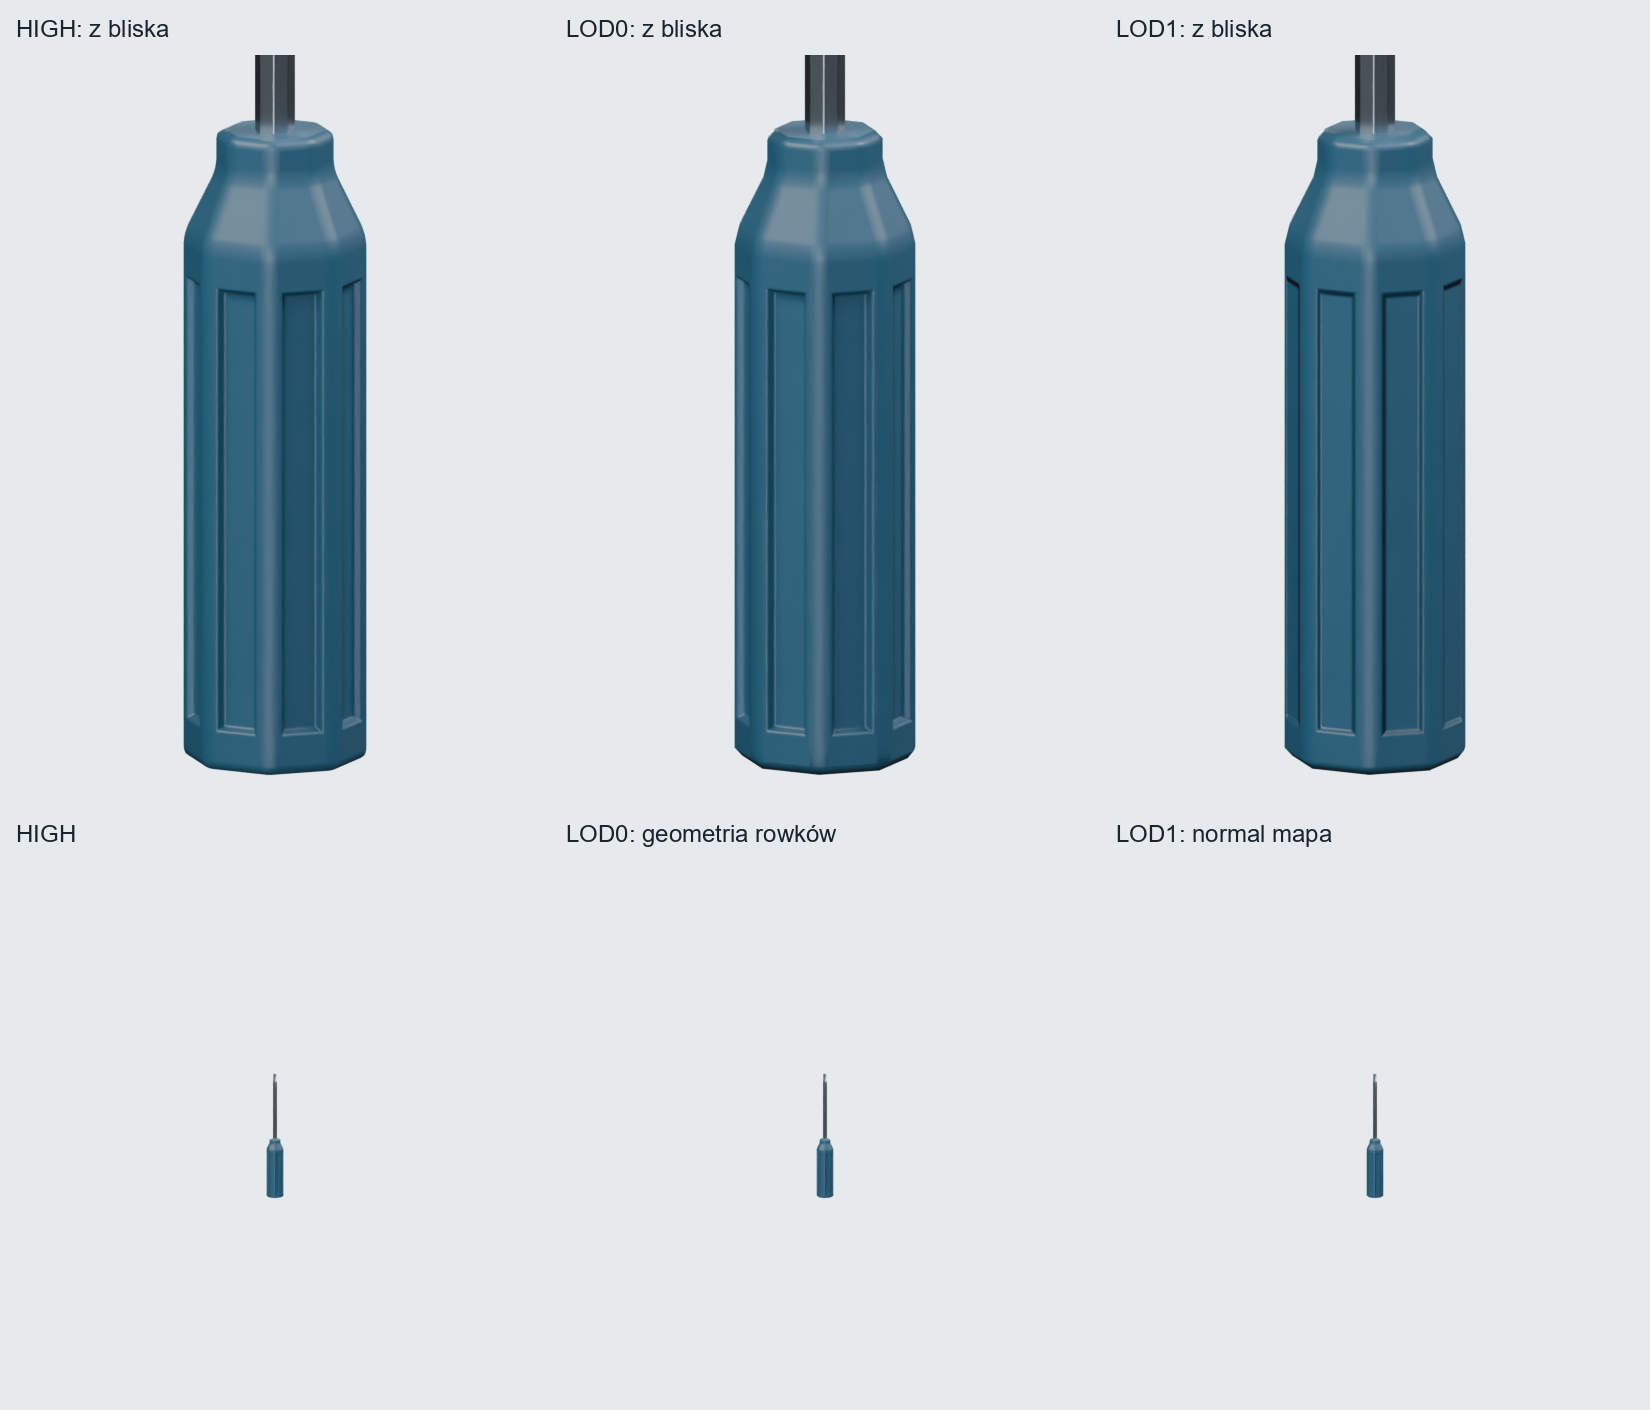 HIGH: z bliska
LOD0: z bliska
LOD1: z bliska
HIGH
LOD0: geometria rowków
LOD1: normal mapa